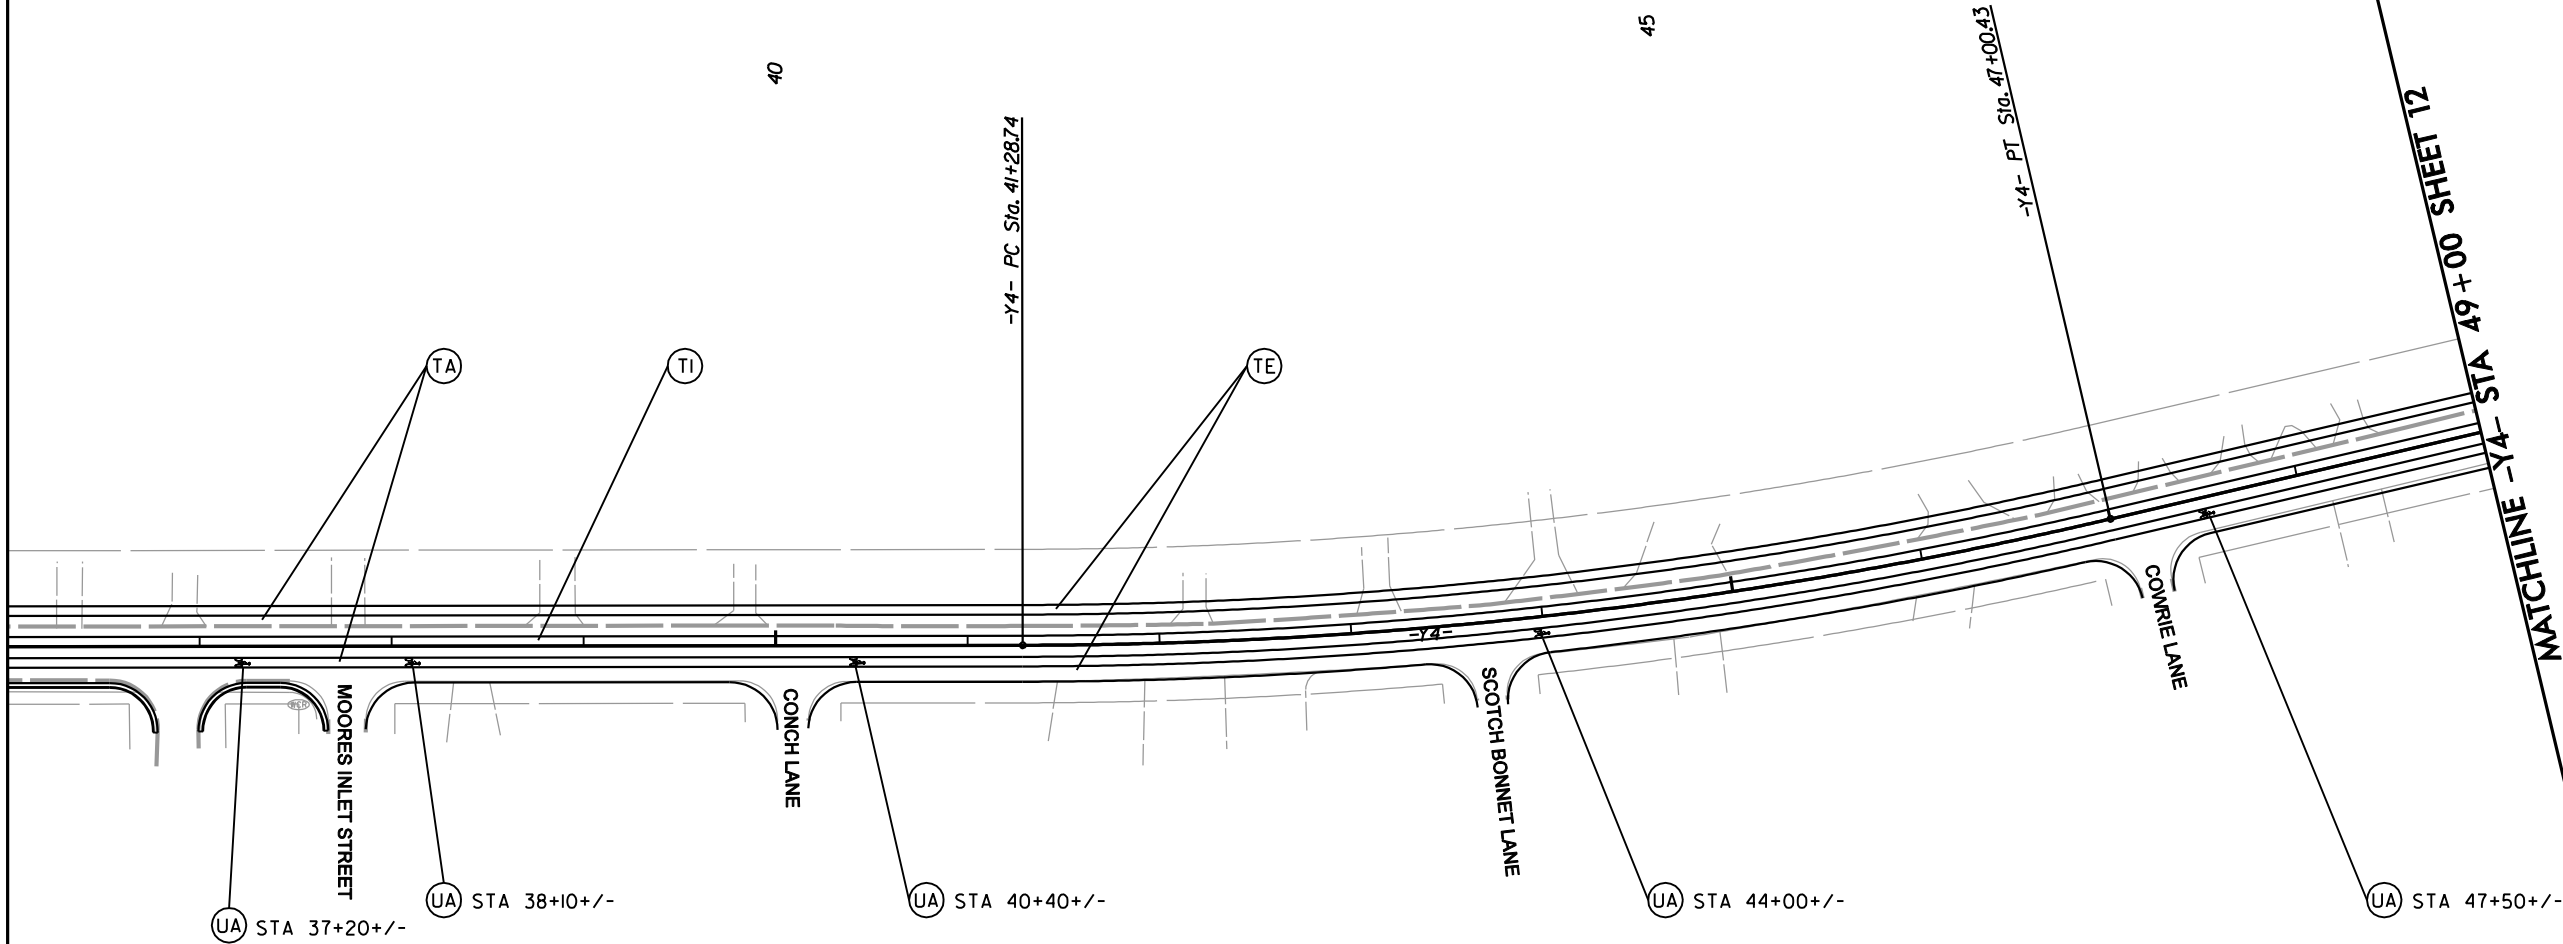 40
45
-Y4- PC Sta. 41+28.74
-Y4- PT Sta. 47+00.43
MATCHLINE -Y4- STA 49+00 SHEET 12
TA
TI
TE
-Y4-
MOORES INLET STREET
CONCH LANE
SCOTCH BONNET LANE
COWRIE LANE
UA STA 37+20+/-
UA STA 38+10+/-
UA STA 40+40+/-
UA STA 44+00+/-
UA STA 47+50+/-